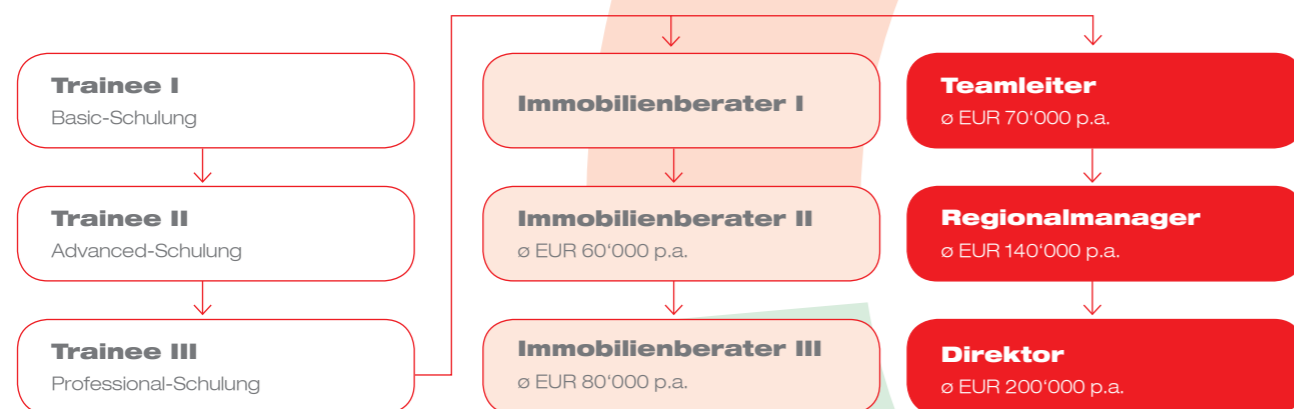 Trainee I
Basic-Schulung
Trainee II
Advanced-Schulung
Trainee III
Professional-Schulung
Immobilienberater I
Immobilienberater II
ø EUR 60‘000 p.a.
Immobilienberater III
ø EUR 80‘000 p.a.
Teamleiter
ø EUR 70‘000 p.a.
Regionalmanager
ø EUR 140‘000 p.a.
Direktor
ø EUR 200‘000 p.a.